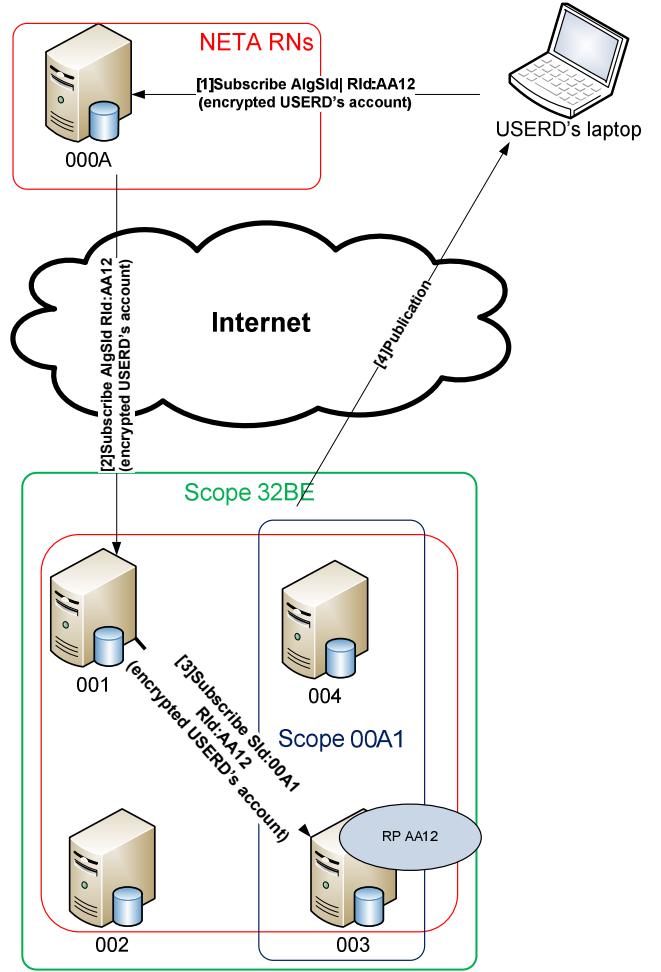 NETA RNs
[1]Subscribe AlgSId| RId:AA12
(encrypted USERD's account)
000A
USERD's laptop
[2]Subscribe AlgSId RId:AA12
(encrypted USERD's account)
Internet
[4]Publication
Scope 32BE
001
004
[3]Subscribe SId:00A1
RId:AA12
(encrypted USERD's account)
Scope 00A1
RP AA12
002
003